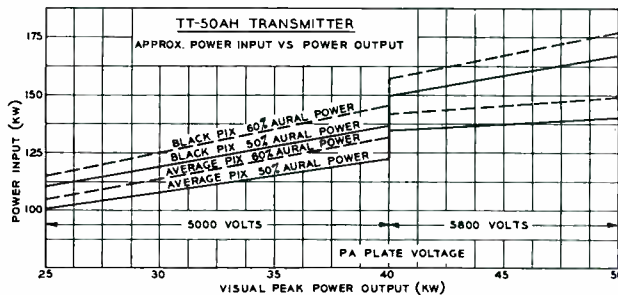 TT-50AH TRANSMITTER
APPROX. POWER INPUT VS POWER OUTPUT
175
150
125
100
POWER INPUT (KW)
BLACK PIX 60% AURAL POWER
BLACK PIX 50% AURAL POWER
AVERAGE PIX 60% AURAL POWER
AVERAGE PIX 50% AURAL POWER
5000 VOLTS
5800 VOLTS
PA PLATE VOLTAGE
25
30
35
40
45
VISUAL PEAK POWER OUTPUT (KW)